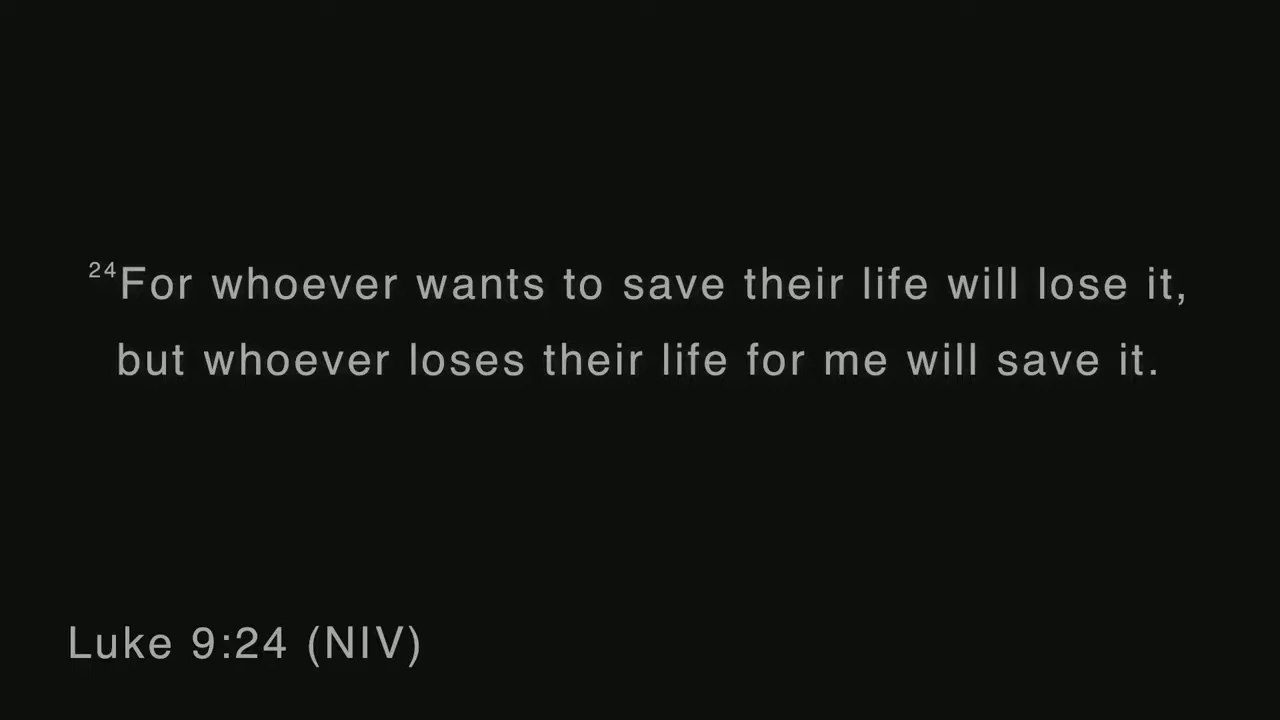 24For whoever wants to save their life will lose it,
but whoever loses their life for me will save it.
Luke 9:24 (NIV)